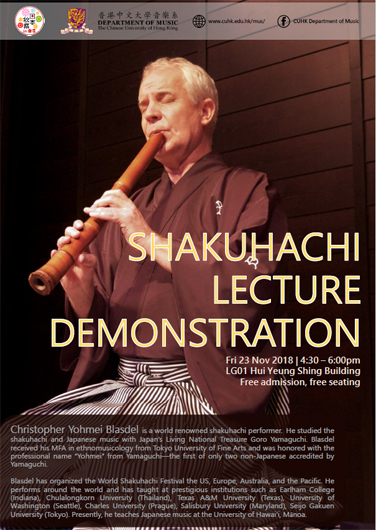 香港中文大學音樂系
DEPARTMENT OF MUSIC
The Chinese University of Hong Kong
www.cuhk.edu.hk/mus/
CUHK Department of Music
SHAKUHACHI
LECTURE
DEMONSTRATION
Fri 23 Nov 2018 | 4:30 – 6:00pm
LG01 Hui Yeung Shing Building
Free admission, free seating
Christopher Yohmei Blasdel is a world renowned shakuhachi performer. He studied the
shakuhachi and Japanese music with Japan's Living National Treasure Goro Yamaguchi. Blasdel
received his MFA in ethnomusicology from Tokyo University of Fine Arts and was honored with the
professional name "Yohmei" from Yamaguchi—the first of only two non-Japanese accredited by
Yamaguchi.
Blasdel has organized the World Shakuhachi Festival the US, Europe, Australia, and the Pacific. He
performs around the world and has taught at prestigious institutions such as Earlham College
(Indiana), Chulalongkorn University (Thailand), Texas A&M University (Texas), University of
Washington (Seattle), Charles University (Prague), Salisbury University (Maryland), Seijo Gakuen
University (Tokyo). Presently, he teaches Japanese music at the University of Hawai'i, Mānoa.